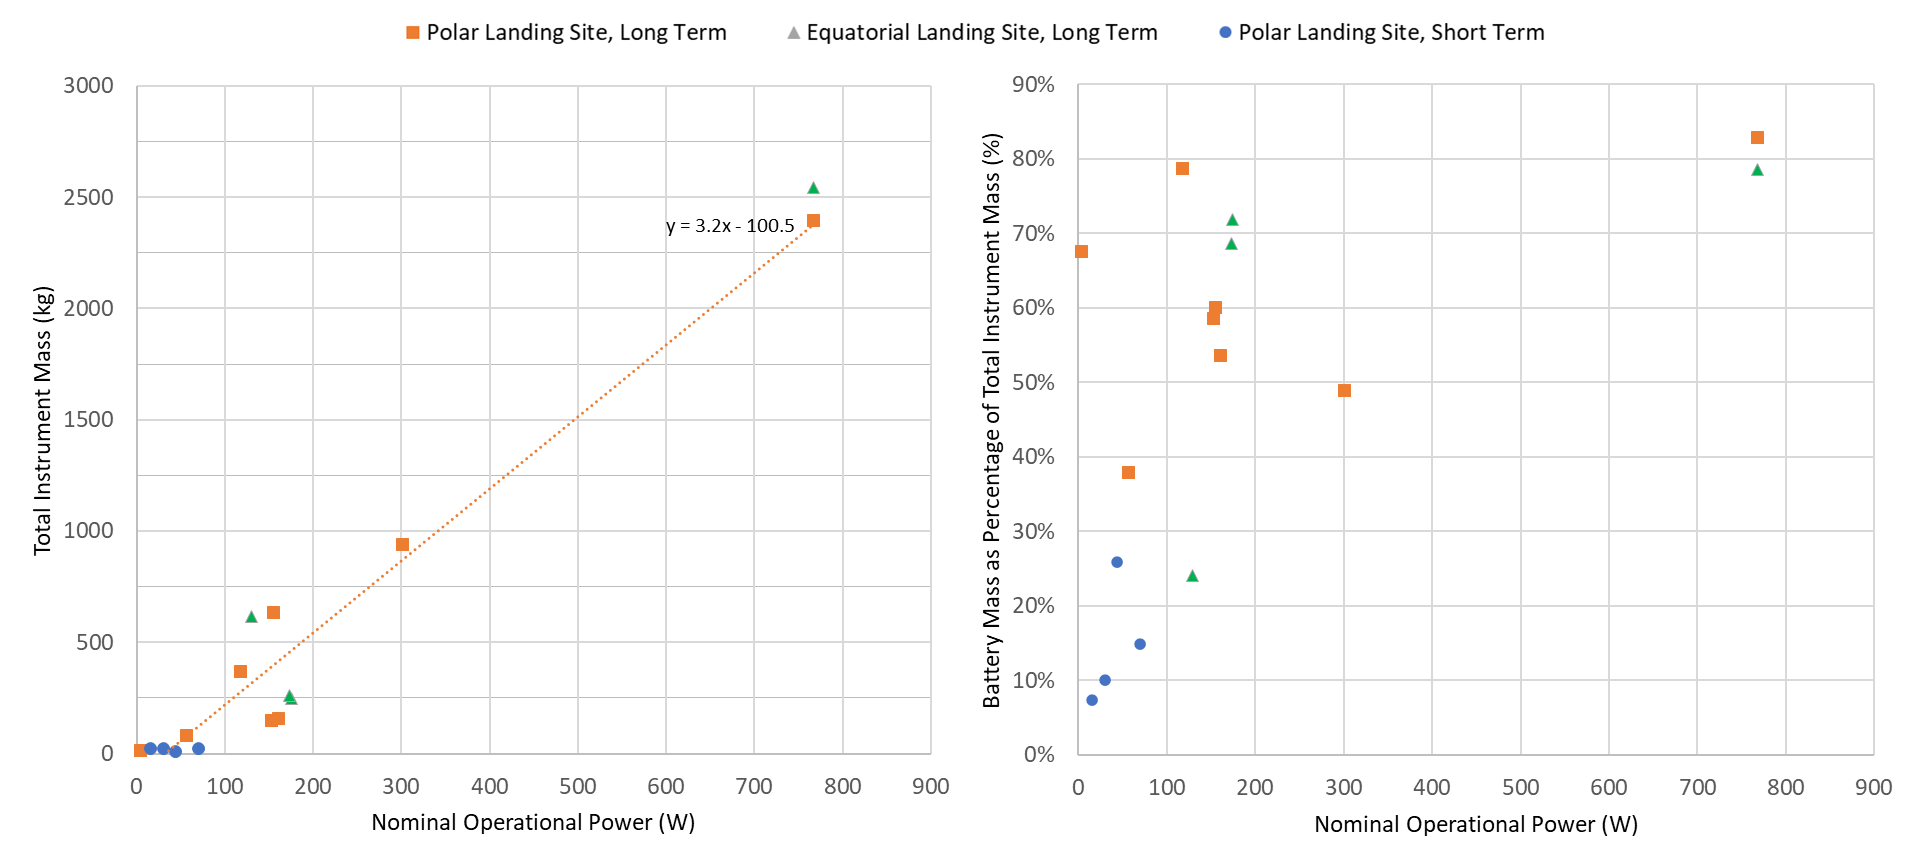 Polar Landing Site, Long Term
Equatorial Landing Site, Long Term
Polar Landing Site, Short Term
Total Instrument Mass (kg)
3000
2500
2000
1500
1000
500
0
y = 3.2x - 100.5
0 100 200 300 400 500 600 700 800 900
Nominal Operational Power (W)
Battery Mass as Percentage of Total Instrument Mass (%)
90%
80%
70%
60%
50%
40%
30%
20%
10%
0%
0 100 200 300 400 500 600 700 800 900
Nominal Operational Power (W)